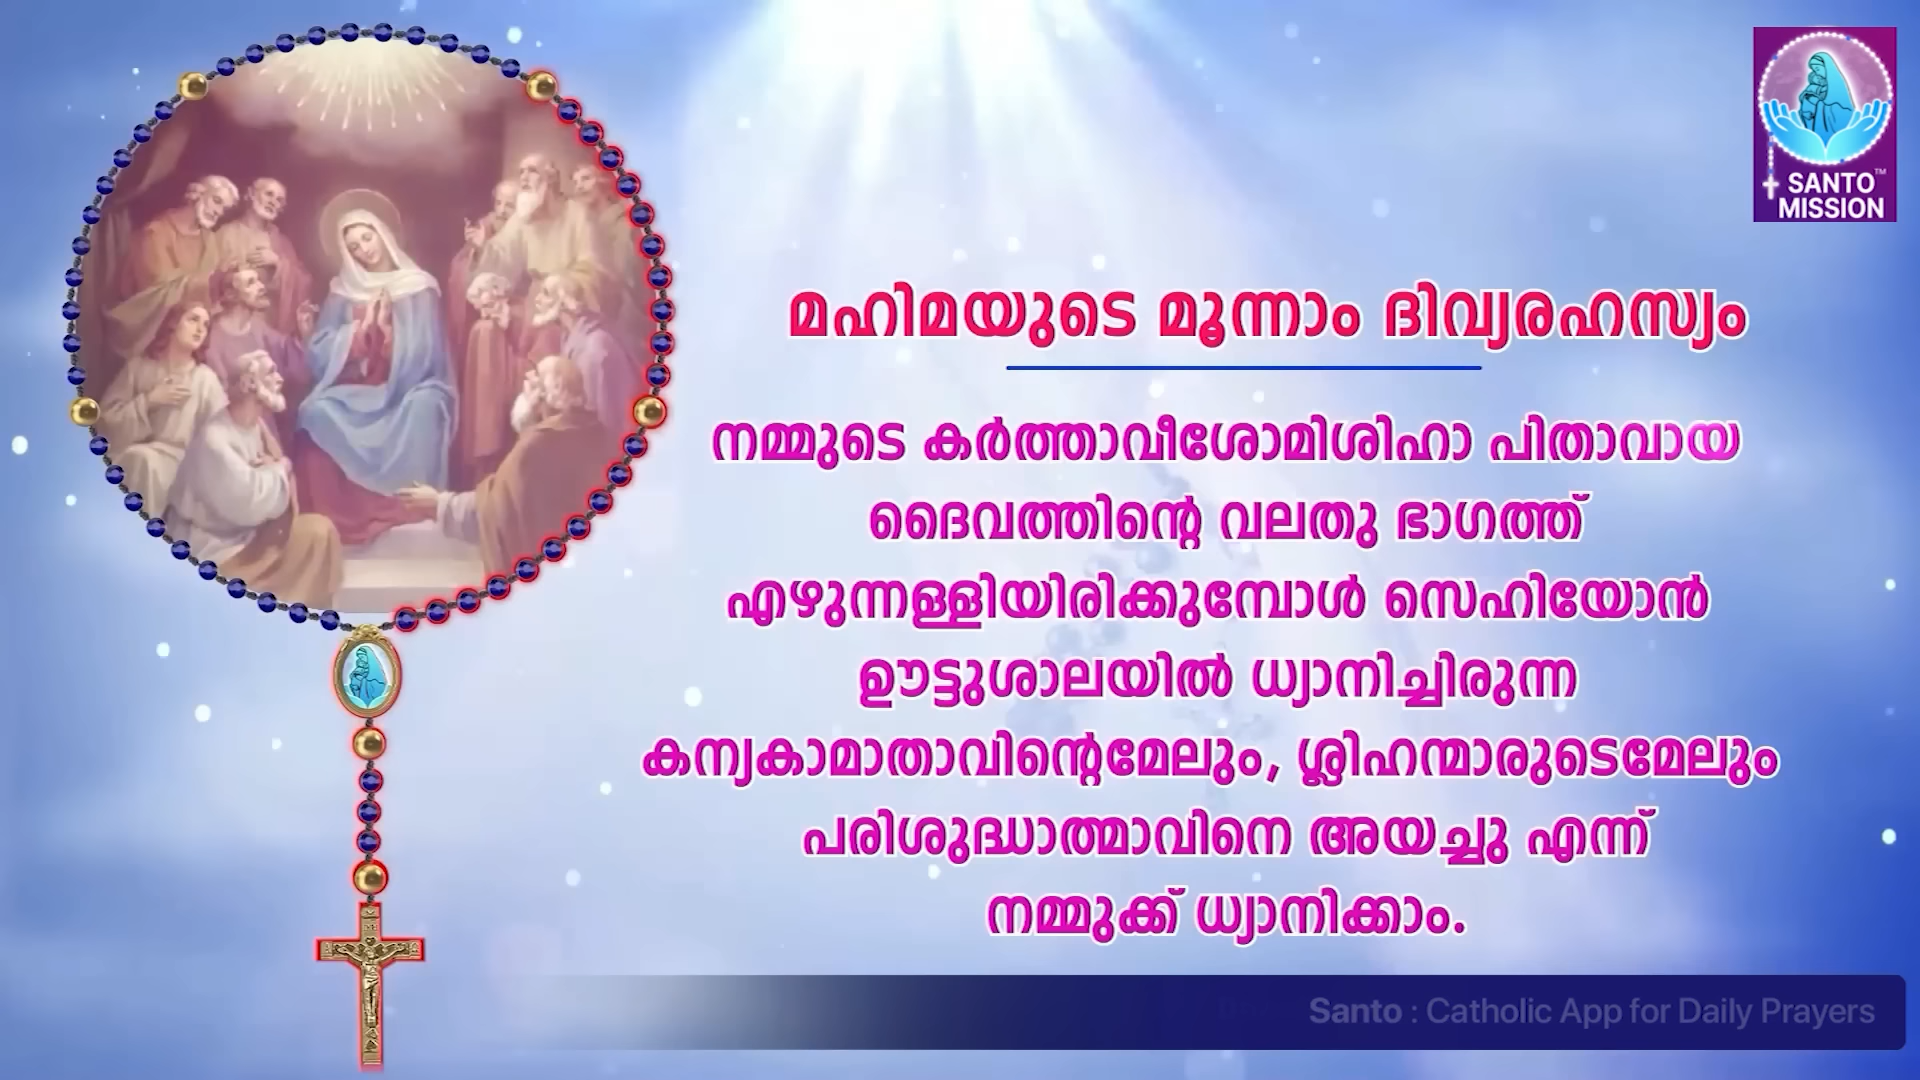 SANTO™
MISSION
മഹിമയുടെ മൂന്നാം ദിവ്യരഹസ്യം
നമ്മുടെ കർത്താവീശോമിശിഹാ പിതാവായ
ദൈവത്തിന്റെ വലതു ഭാഗത്ത്
എഴുന്നള്ളിയിരിക്കുമ്പോൾ സെഹിയോൻ
ഊട്ടുശാലയിൽ ധ്യാനിച്ചിരുന്ന
കന്യകാമാതാവിന്റെമേലും, ശ്ലിഹന്മാരുടെമേലും
പരിശുദ്ധാത്മാവിനെ അയച്ചു എന്ന്
നമ്മുക്ക് ധ്യാനിക്കാം.
Santo : Catholic App for Daily Prayers